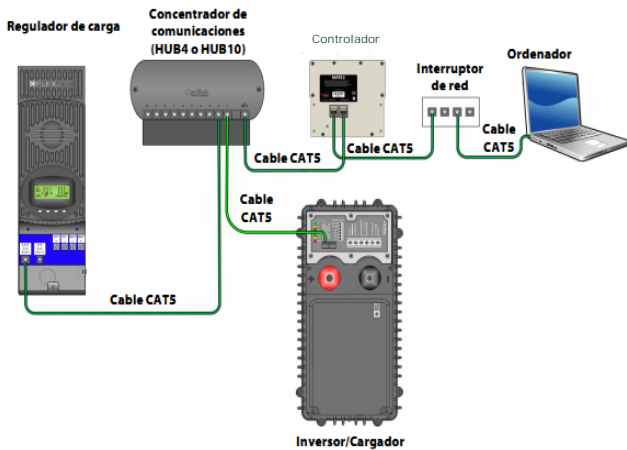 Regulador de carga
Concentrador de
comunicaciones
(HUB4 o HUB10)
Controlador
Interruptor
de red
Ordenador
Cable CAT5
Cable CAT5
Cable
CAT5
Cable
CAT5
Cable CAT5
Inversor/Cargador